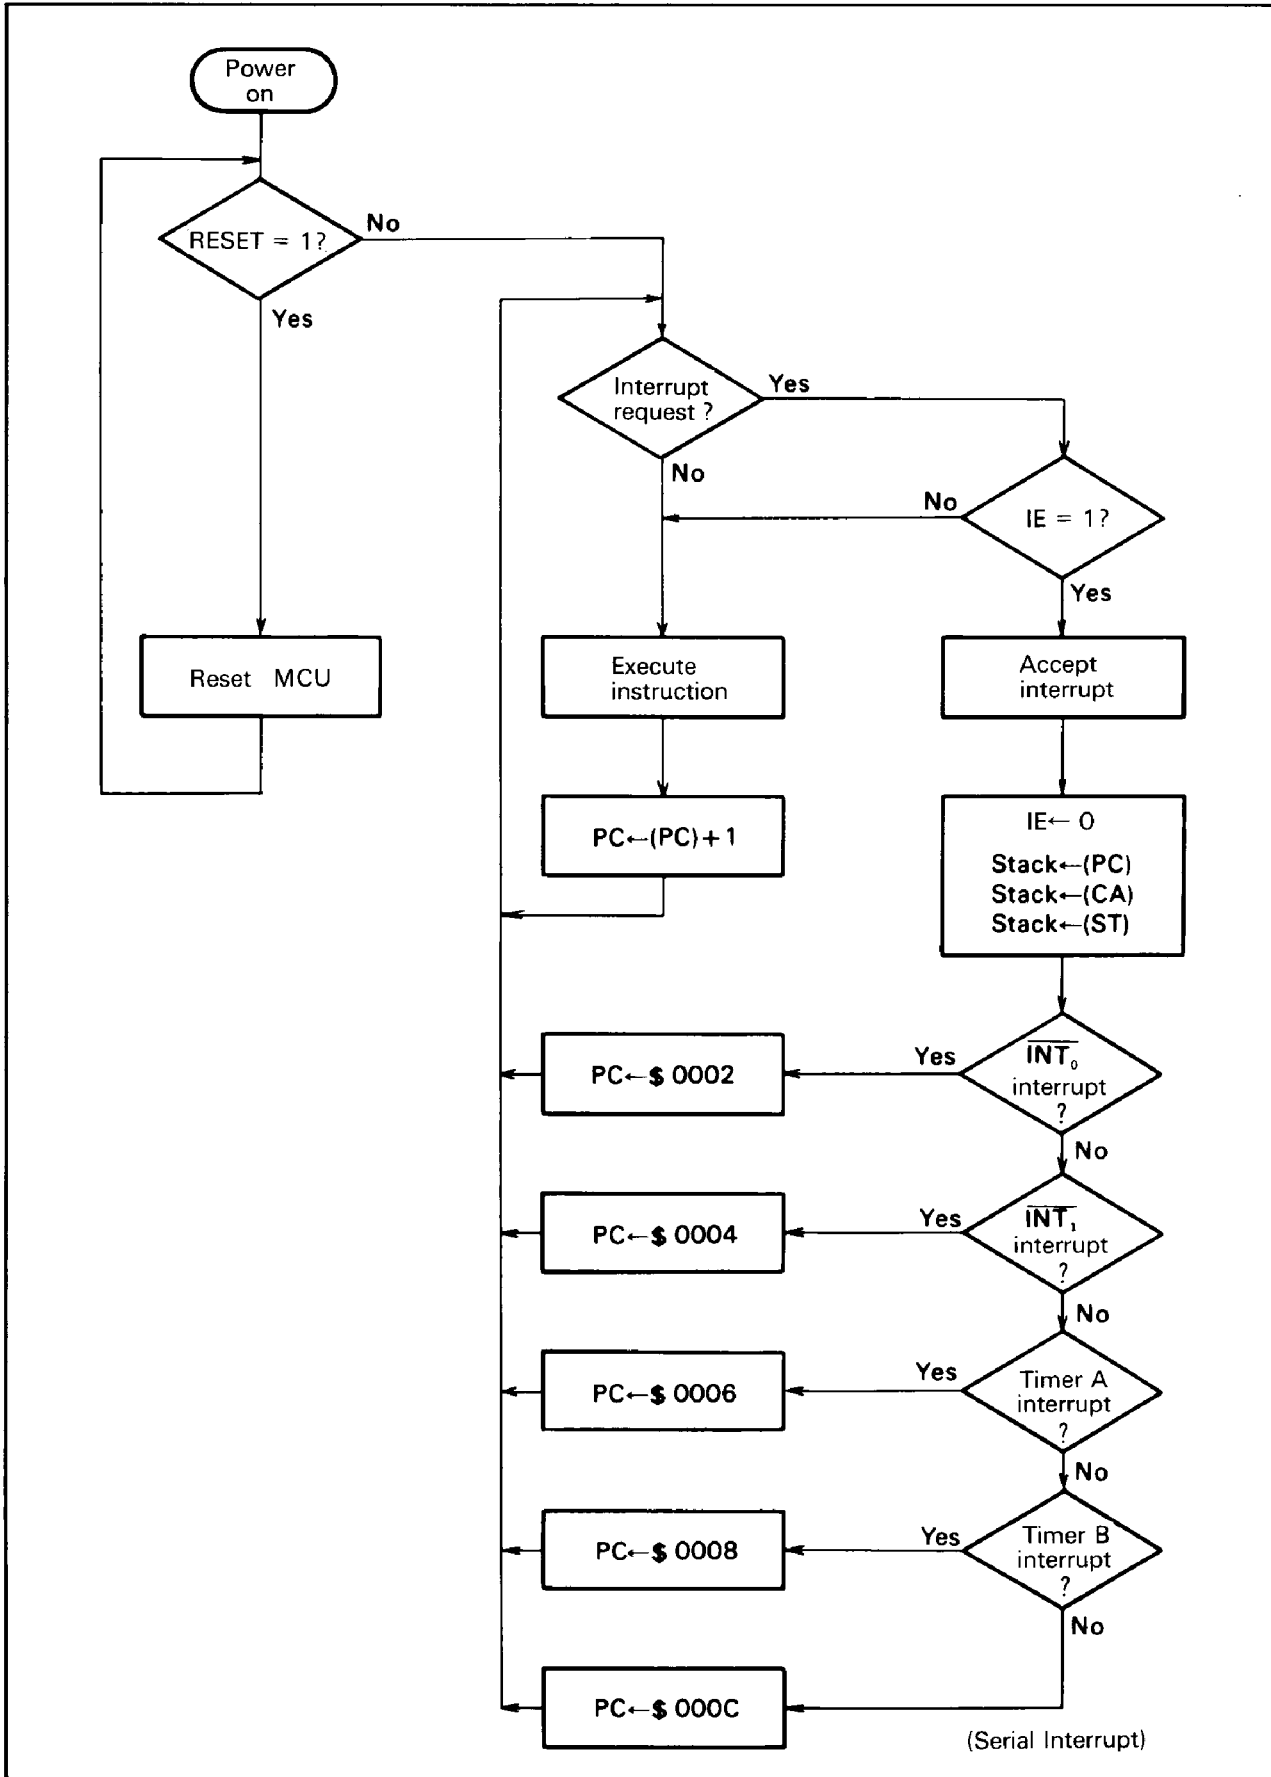 Power
on
RESET = 1?
No
Yes
Reset MCU
Interrupt
request ?
Yes
No
IE = 1?
No
Yes
Execute
instruction
Accept
interrupt
PC←(PC)+1
IE← 0
Stack←(PC)
Stack←(CA)
Stack←(ST)
INT₀
interrupt
?
Yes
PC←$ 0002
No
INT₁
interrupt
?
Yes
PC←$ 0004
No
Timer A
interrupt
?
Yes
PC←$ 0006
No
Timer B
interrupt
?
Yes
PC←$ 0008
No
PC←$ 000C
(Serial Interrupt)